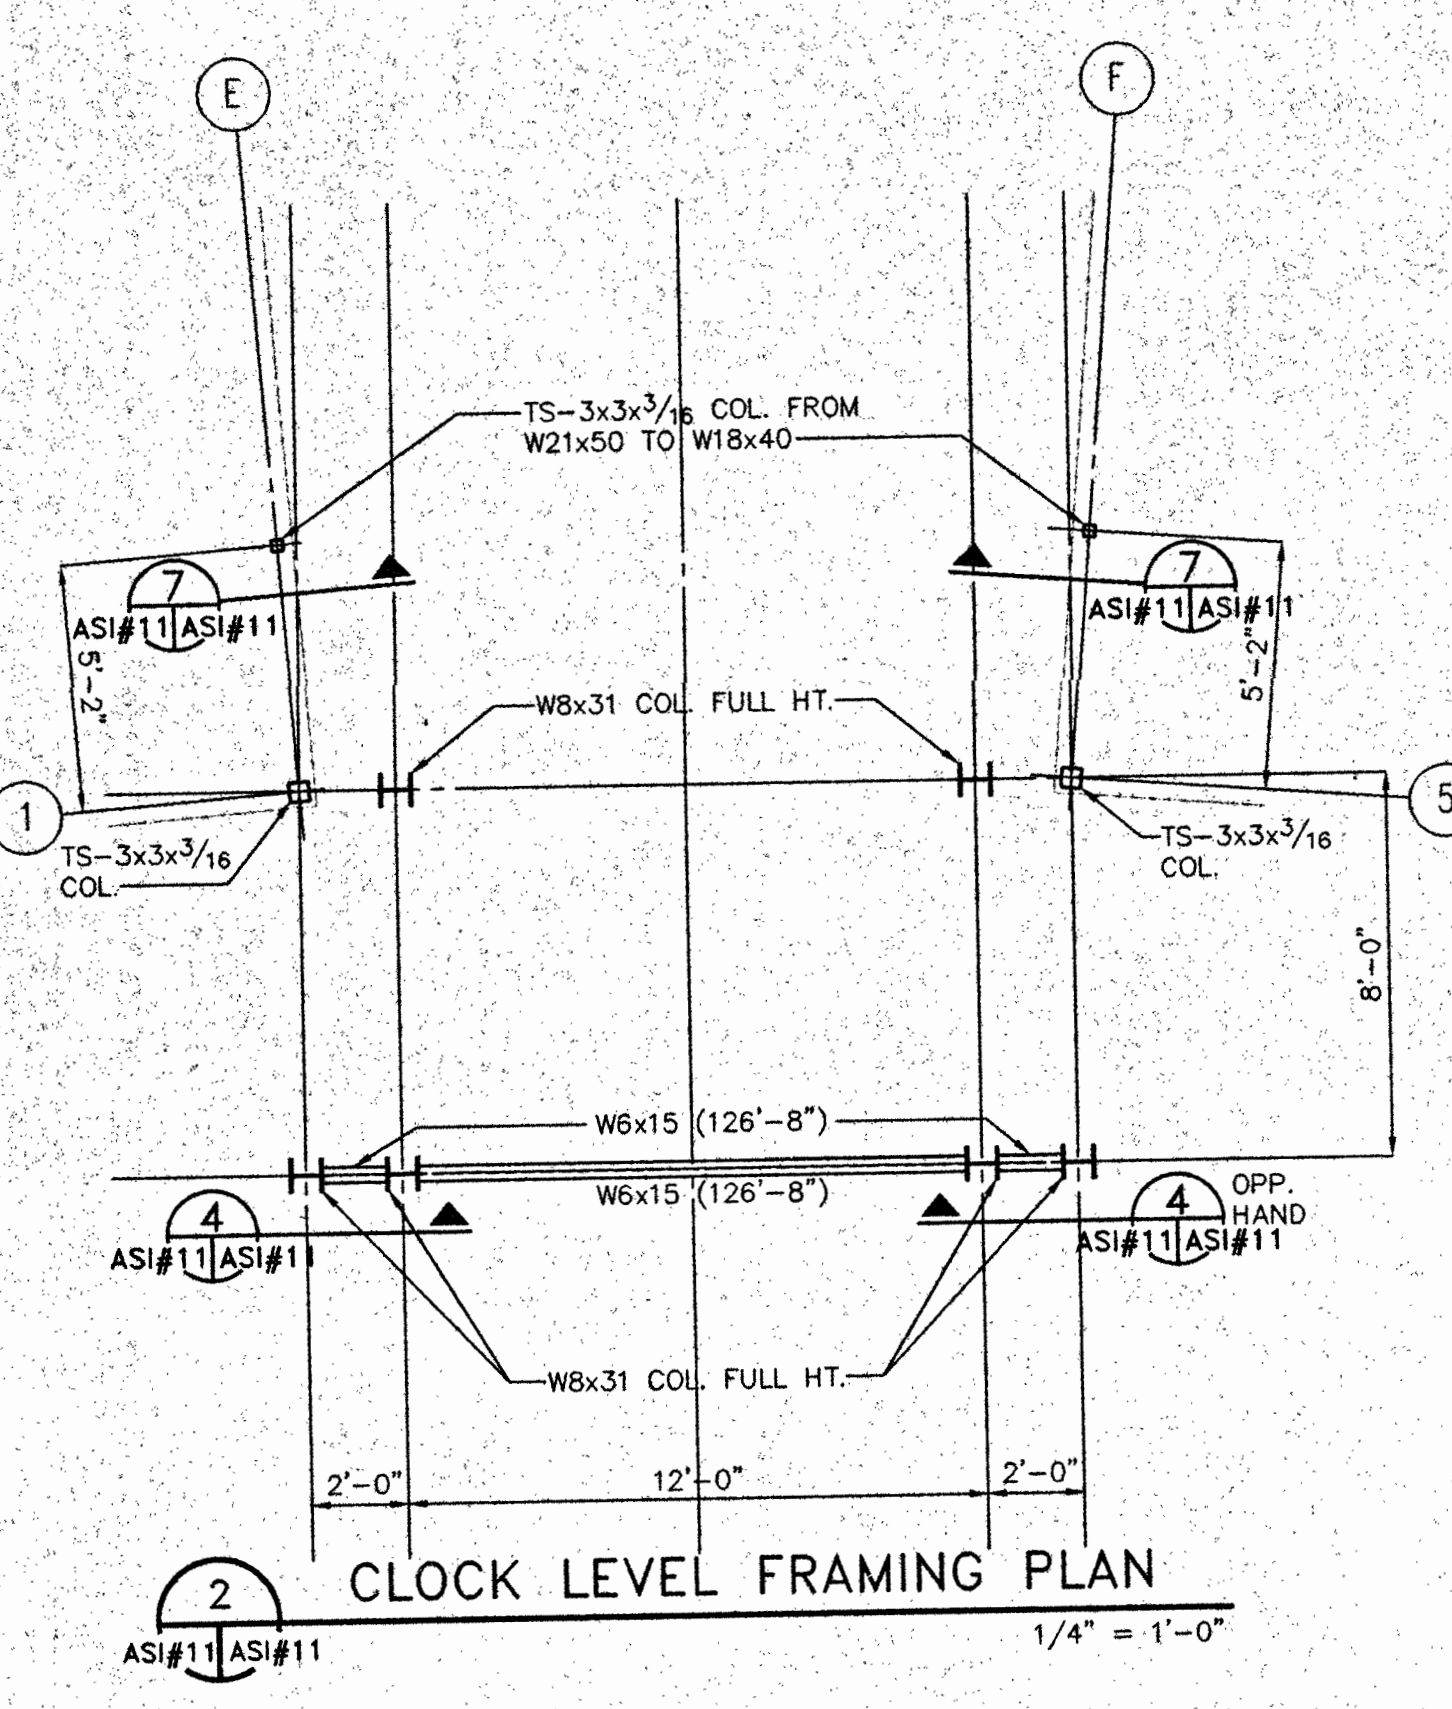 E
F
TS-3x3x3/16 COL. FROM
W21x50 TO W18x40
7
ASI#11 ASI#11
7
ASI#11 ASI#11
5'-2"
5'-2"
W8x31 COL. FULL HT.
1
5
TS-3x3x3/16
COL.
TS-3x3x3/16
COL.
8'-0"
W6x15 (126'-8")
W6x15 (126'-8")
4
ASI#11 ASI#11
4
ASI#11 ASI#11
OPP.
HAND
W8x31 COL. FULL HT.
2'-0"
12'-0"
2'-0"
2
ASI#11 ASI#11
CLOCK LEVEL FRAMING PLAN
1/4" = 1'-0"